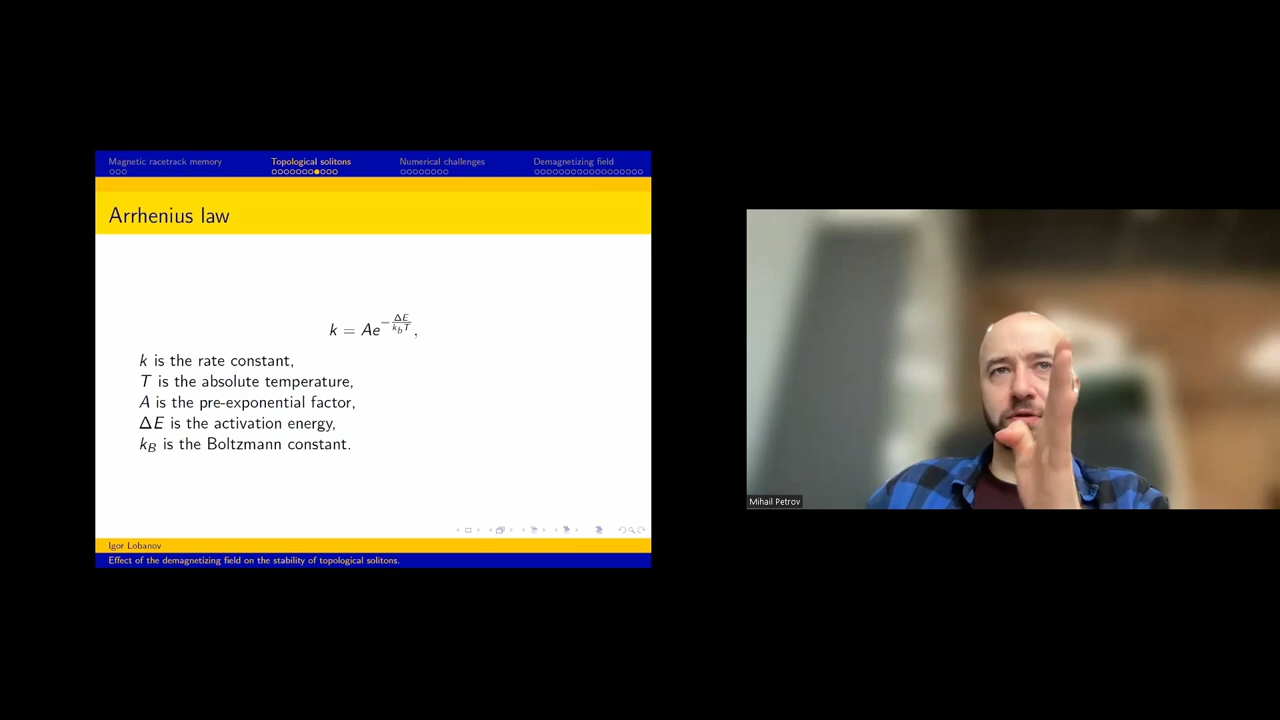 Magnetic racetrack memory Topological solitons Numerical challenges Demagnetizing field
Arrhenius law
k = Ae^{-\frac{ΔE}{k_b T}},
k is the rate constant,
T is the absolute temperature,
A is the pre-exponential factor,
ΔE is the activation energy,
k_B is the Boltzmann constant.
Igor Lobanov
Effect of the demagnetizing field on the stability of topological solitons.
Mihail Petrov